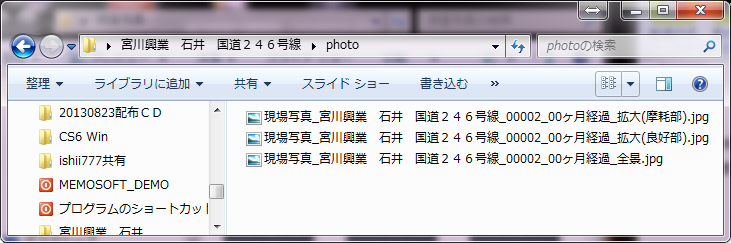 宮川興業　石井　国道２４６号線 ▸ photo
photoの検索
整理 ライブラリに追加 共有 スライド ショー 書き込む »
20130823配布ＣＤ
CS6 Win
ishii777共有
MEMOSOFT_DEMO
プログラムのショートカット
宮川興業　石井
現場写真_宮川興業　石井　国道２４６号線_00002_00ヶ月経過_拡大(摩耗部).jpg
現場写真_宮川興業　石井　国道２４６号線_00002_00ヶ月経過_拡大(良好部).jpg
現場写真_宮川興業　石井　国道２４６号線_00002_00ヶ月経過_全景.jpg